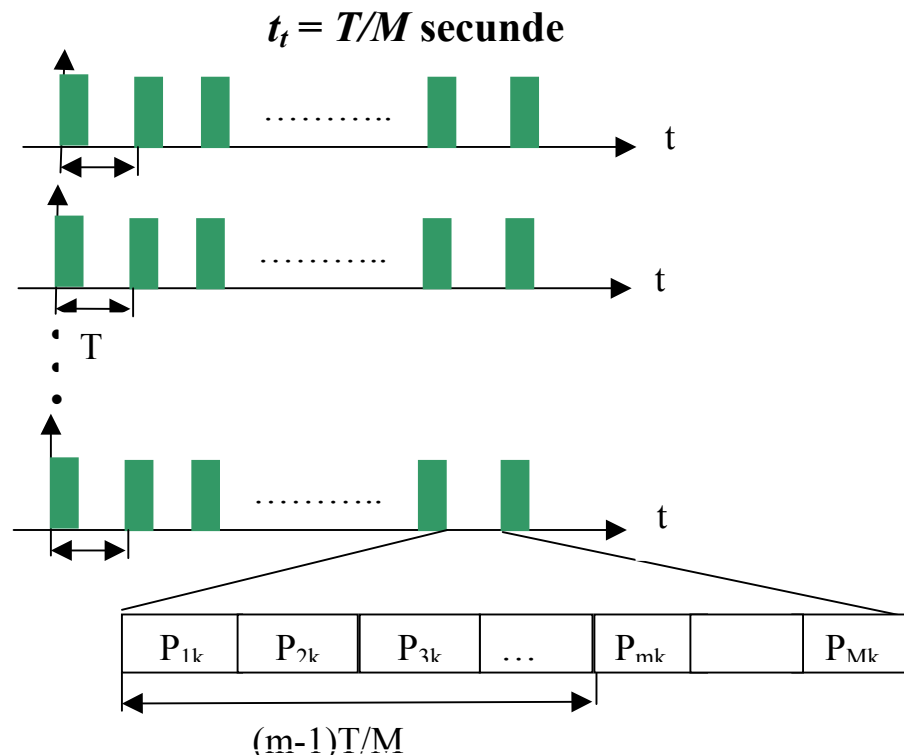 t_t = T/M secunde
………..
t
………..
t
T
………..
t
P_1k P_2k P_3k … P_mk P_Mk
(m-1)T/M